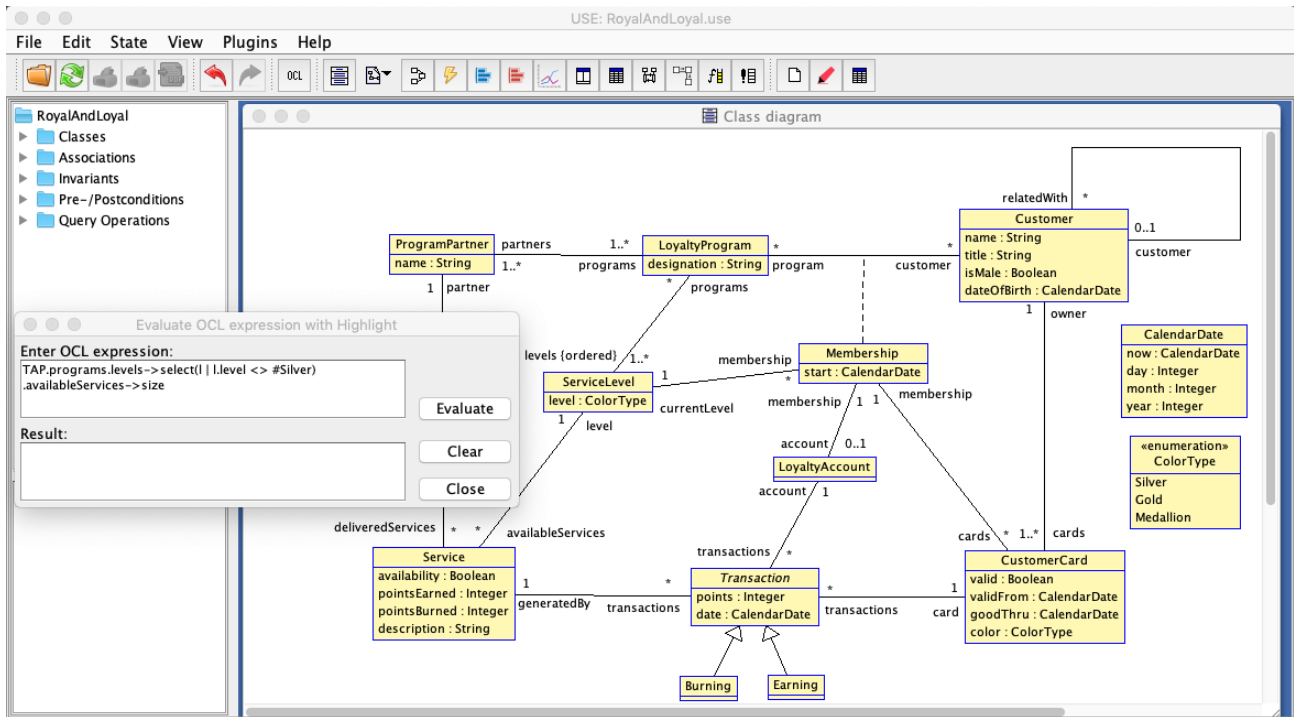 USE: RoyalAndLoyal.use
File Edit State View Plugins Help
OCL
RoyalAndLoyal
Classes
Associations
Invariants
Pre-/Postconditions
Query Operations
Class diagram
relatedWith *
Customer
name : String
title : String
isMale : Boolean
dateOfBirth : CalendarDate
0..1
customer
ProgramPartner
name : String
partners
1..*
1..*
programs
LoyaltyProgram
designation : String
*
program
*
customer
1 partner
* programs
1 owner
CalendarDate
now : CalendarDate
day : Integer
month : Integer
year : Integer
Evaluate OCL expression with Highlight
Enter OCL expression:
TAP.programs.levels->select(l | l.level <> #Silver)
.availableServices->size
Evaluate
Result:
Clear
Close
levels {ordered} 1..*
ServiceLevel
level : ColorType
1
currentLevel
1 level
membership
*
Membership
start : CalendarDate
membership 1
1 membership
account 0..1
LoyaltyAccount
account 1
«enumeration»
ColorType
Silver
Gold
Medallion
deliveredServices *
* availableServices
transactions *
cards *
1..* cards
Service
availability : Boolean
pointsEarned : Integer
pointsBurned : Integer
description : String
1
generatedBy
*
transactions
Transaction
points : Integer
date : CalendarDate
*
transactions
1
card
CustomerCard
valid : Boolean
validFrom : CalendarDate
goodThru : CalendarDate
color : ColorType
Burning
Earning